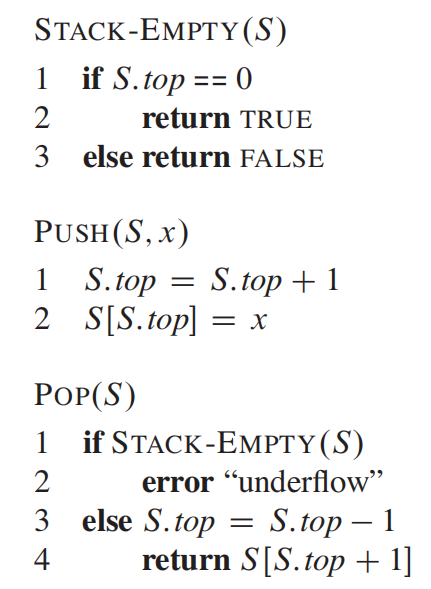 STACK-EMPTY(S)
1 if S.top == 0
2 return TRUE
3 else return FALSE
PUSH(S, x)
1 S.top = S.top + 1
2 S[S.top] = x
POP(S)
1 if STACK-EMPTY(S)
2 error “underflow”
3 else S.top = S.top − 1
4 return S[S.top + 1]